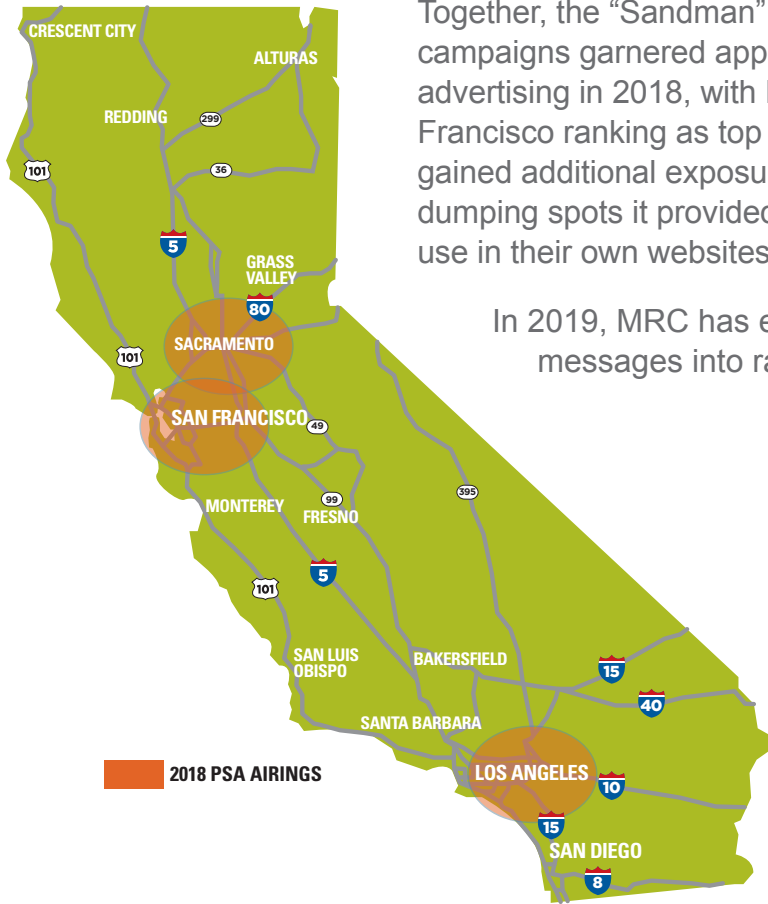 Together, the “Sandman”
campaigns garnered app
advertising in 2018, with
Francisco ranking as top
gained additional exposu
dumping spots it provided
use in their own websites
In 2019, MRC has e
messages into ra
CRESCENT CITY
ALTURAS
REDDING
299
36
101
5
GRASS
VALLEY
80
SACRAMENTO
101
SAN FRANCISCO
49
MONTEREY
99
FRESNO
395
5
101
SAN LUIS
OBISPO
BAKERSFIELD
15
40
SANTA BARBARA
2018 PSA AIRINGS
LOS ANGELES
10
15
SAN DIEGO
8